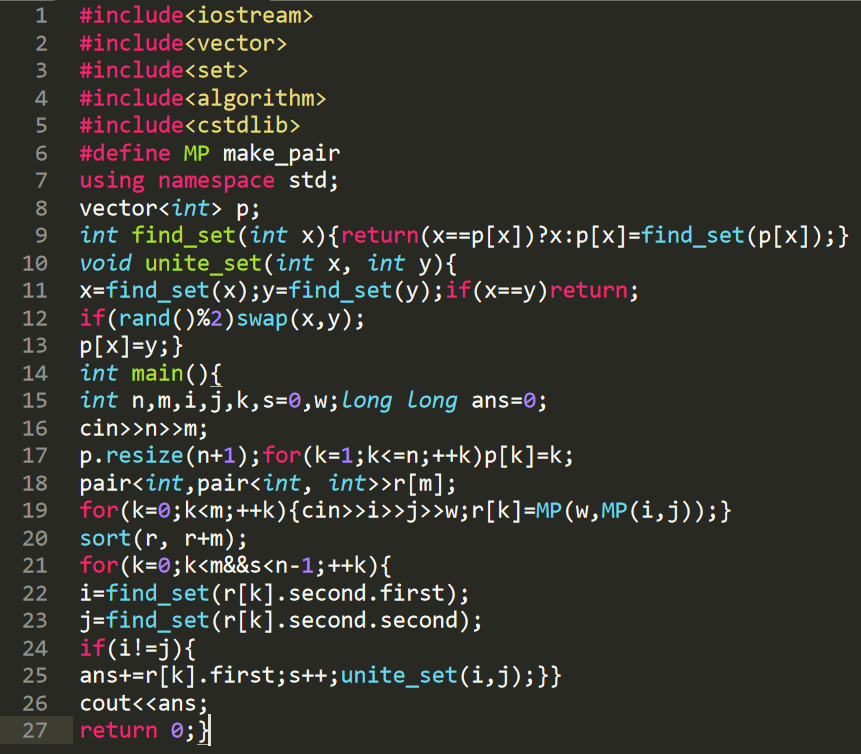 1 #include<iostream>
2 #include<vector>
3 #include<set>
4 #include<algorithm>
5 #include<cstdlib>
6 #define MP make_pair
7 using namespace std;
8 vector<int> p;
9 int find_set(int x){return(x==p[x])?x:p[x]=find_set(p[x]);}
10 void unite_set(int x, int y){
11 x=find_set(x);y=find_set(y);if(x==y)return;
12 if(rand()%2)swap(x,y);
13 p[x]=y;}
14 int main(){
15 int n,m,i,j,k,s=0,w;long long ans=0;
16 cin>>n>>m;
17 p.resize(n+1);for(k=1;k<=n;++k)p[k]=k;
18 pair<int,pair<int, int>>r[m];
19 for(k=0;k<m;++k){cin>>i>>j>>w;r[k]=MP(w,MP(i,j));}
20 sort(r, r+m);
21 for(k=0;k<m&&s<n-1;++k){
22 i=find_set(r[k].second.first);
23 j=find_set(r[k].second.second);
24 if(i!=j){
25 ans+=r[k].first;s++;unite_set(i,j);}}
26 cout<<ans;
27 return 0;}